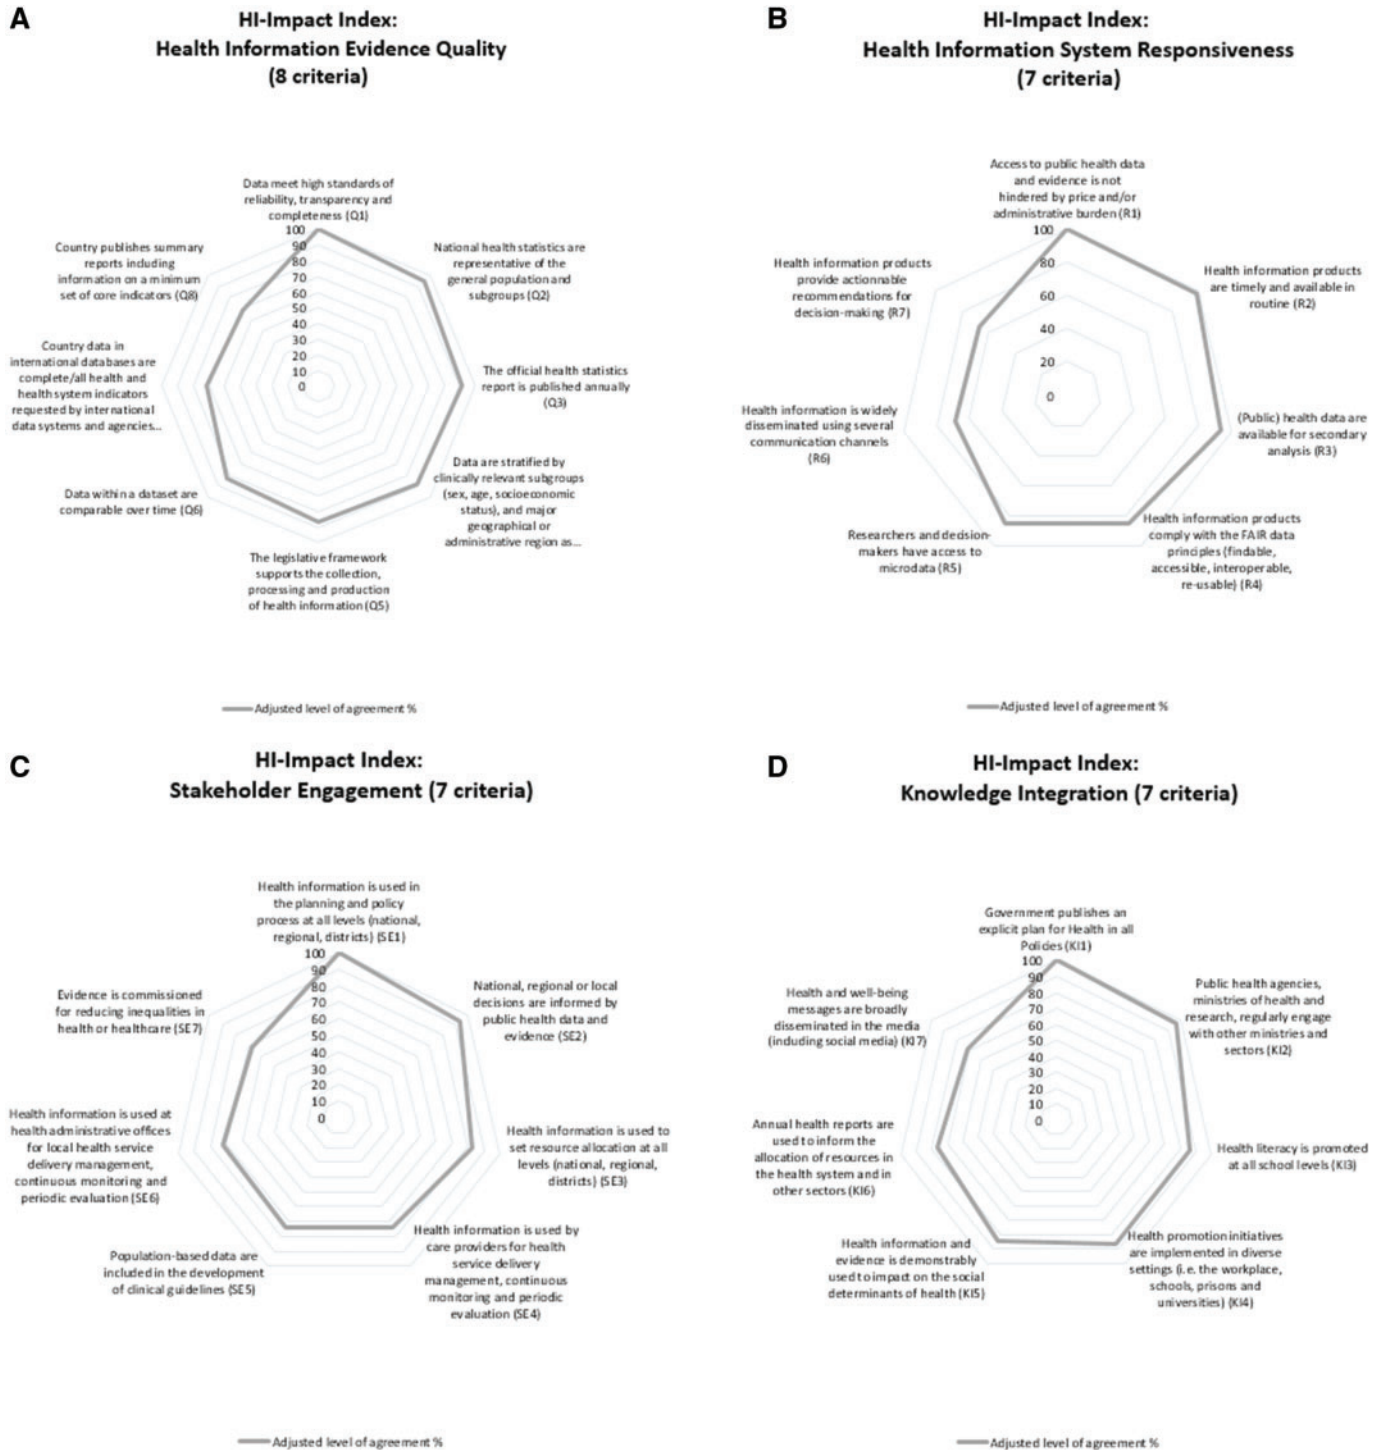 A
HI-Impact Index:
Health Information Evidence Quality
(8 criteria)
Data meet high standards of
reliability, transparency and
completeness (Q1)
National health statistics are
representative of the
general population and
subgroups (Q2)
The official health statistics
report is published annually
(Q3)
Data are stratified by
clinically relevant subgroups
(sex, age, socioeconomic
status), and major
geographical or
administrative region as...
The legislative framework
supports the collection,
processing and production
of health information (Q5)
Data within a dataset are
comparable over time (Q6)
Country data in
international databases are
complete/all health and
health system indicators
requested by international
data systems and agencies...
Country publishes summary
reports including
information on a minimum
set of core indicators (Q8)
100
90
80
70
60
50
40
30
20
10
0
Adjusted level of agreement %
B
HI-Impact Index:
Health Information System Responsiveness
(7 criteria)
Access to public health data
and evidence is not
hindered by price and/or
administrative burden (R1)
Health information products
are timely and available in
routine (R2)
(Public) health data are
available for secondary
analysis (R3)
Health information products
comply with the FAIR data
principles (findable,
accessible, interoperable,
re-usable) (R4)
Researchers and decision-
makers have access to
microdata (R5)
Health information is widely
disseminated using several
communication channels
(R6)
Health information products
provide actionnable
recommendations for
decision-making (R7)
100
80
60
40
20
0
Adjusted level of agreement %
C
HI-Impact Index:
Stakeholder Engagement (7 criteria)
Health information is used in
the planning and policy
process at all levels (national,
regional, districts) (SE1)
National, regional or local
decisions are informed by
public health data and
evidence (SE2)
Health information is used to
set resource allocation at all
levels (national, regional,
districts) (SE3)
Health information is used by
care providers for health
service delivery
management, continuous
monitoring and periodic
evaluation (SE4)
Population-based data are
included in the development
of clinical guidelines (SE5)
Health information is used at
health administrative offices
for local health service
delivery management,
continuous monitoring and
periodic evaluation (SE6)
Evidence is commissioned
for reducing inequalities in
health or healthcare (SE7)
100
90
80
70
60
50
40
30
20
10
0
Adjusted level of agreement %
D
HI-Impact Index:
Knowledge Integration (7 criteria)
Government publishes an
explicit plan for Health in all
Policies (KI1)
Public health agencies,
ministries of health and
research, regularly engage
with other ministries and
sectors (KI2)
Health literacy is promoted
at all school levels (KI3)
Health promotion initiatives
are implemented in diverse
settings (i.e. the workplace,
schools, prisons and
universities) (KI4)
Health information and
evidence is demonstrably
used to impact on the social
determinants of health (KI5)
Annual health reports are
used to inform the
allocation of resources in
the health system and in
other sectors (KI6)
Health and well-being
messages are broadly
disseminated in the media
(including social media) (KI7)
100
90
80
70
60
50
40
30
20
10
0
Adjusted level of agreement %